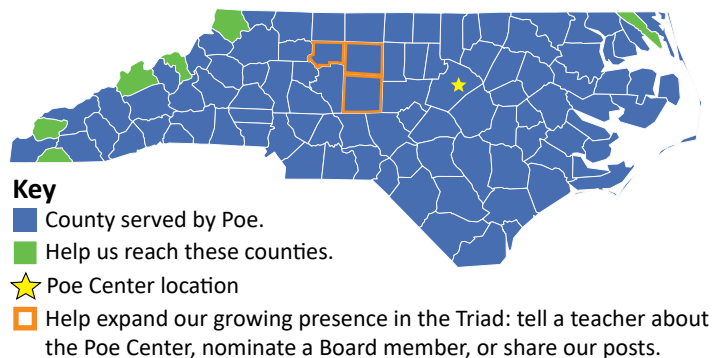 Key
County served by Poe.
Help us reach these counties.
Poe Center location
Help expand our growing presence in the Triad: tell a teacher about
the Poe Center, nominate a Board member, or share our posts.